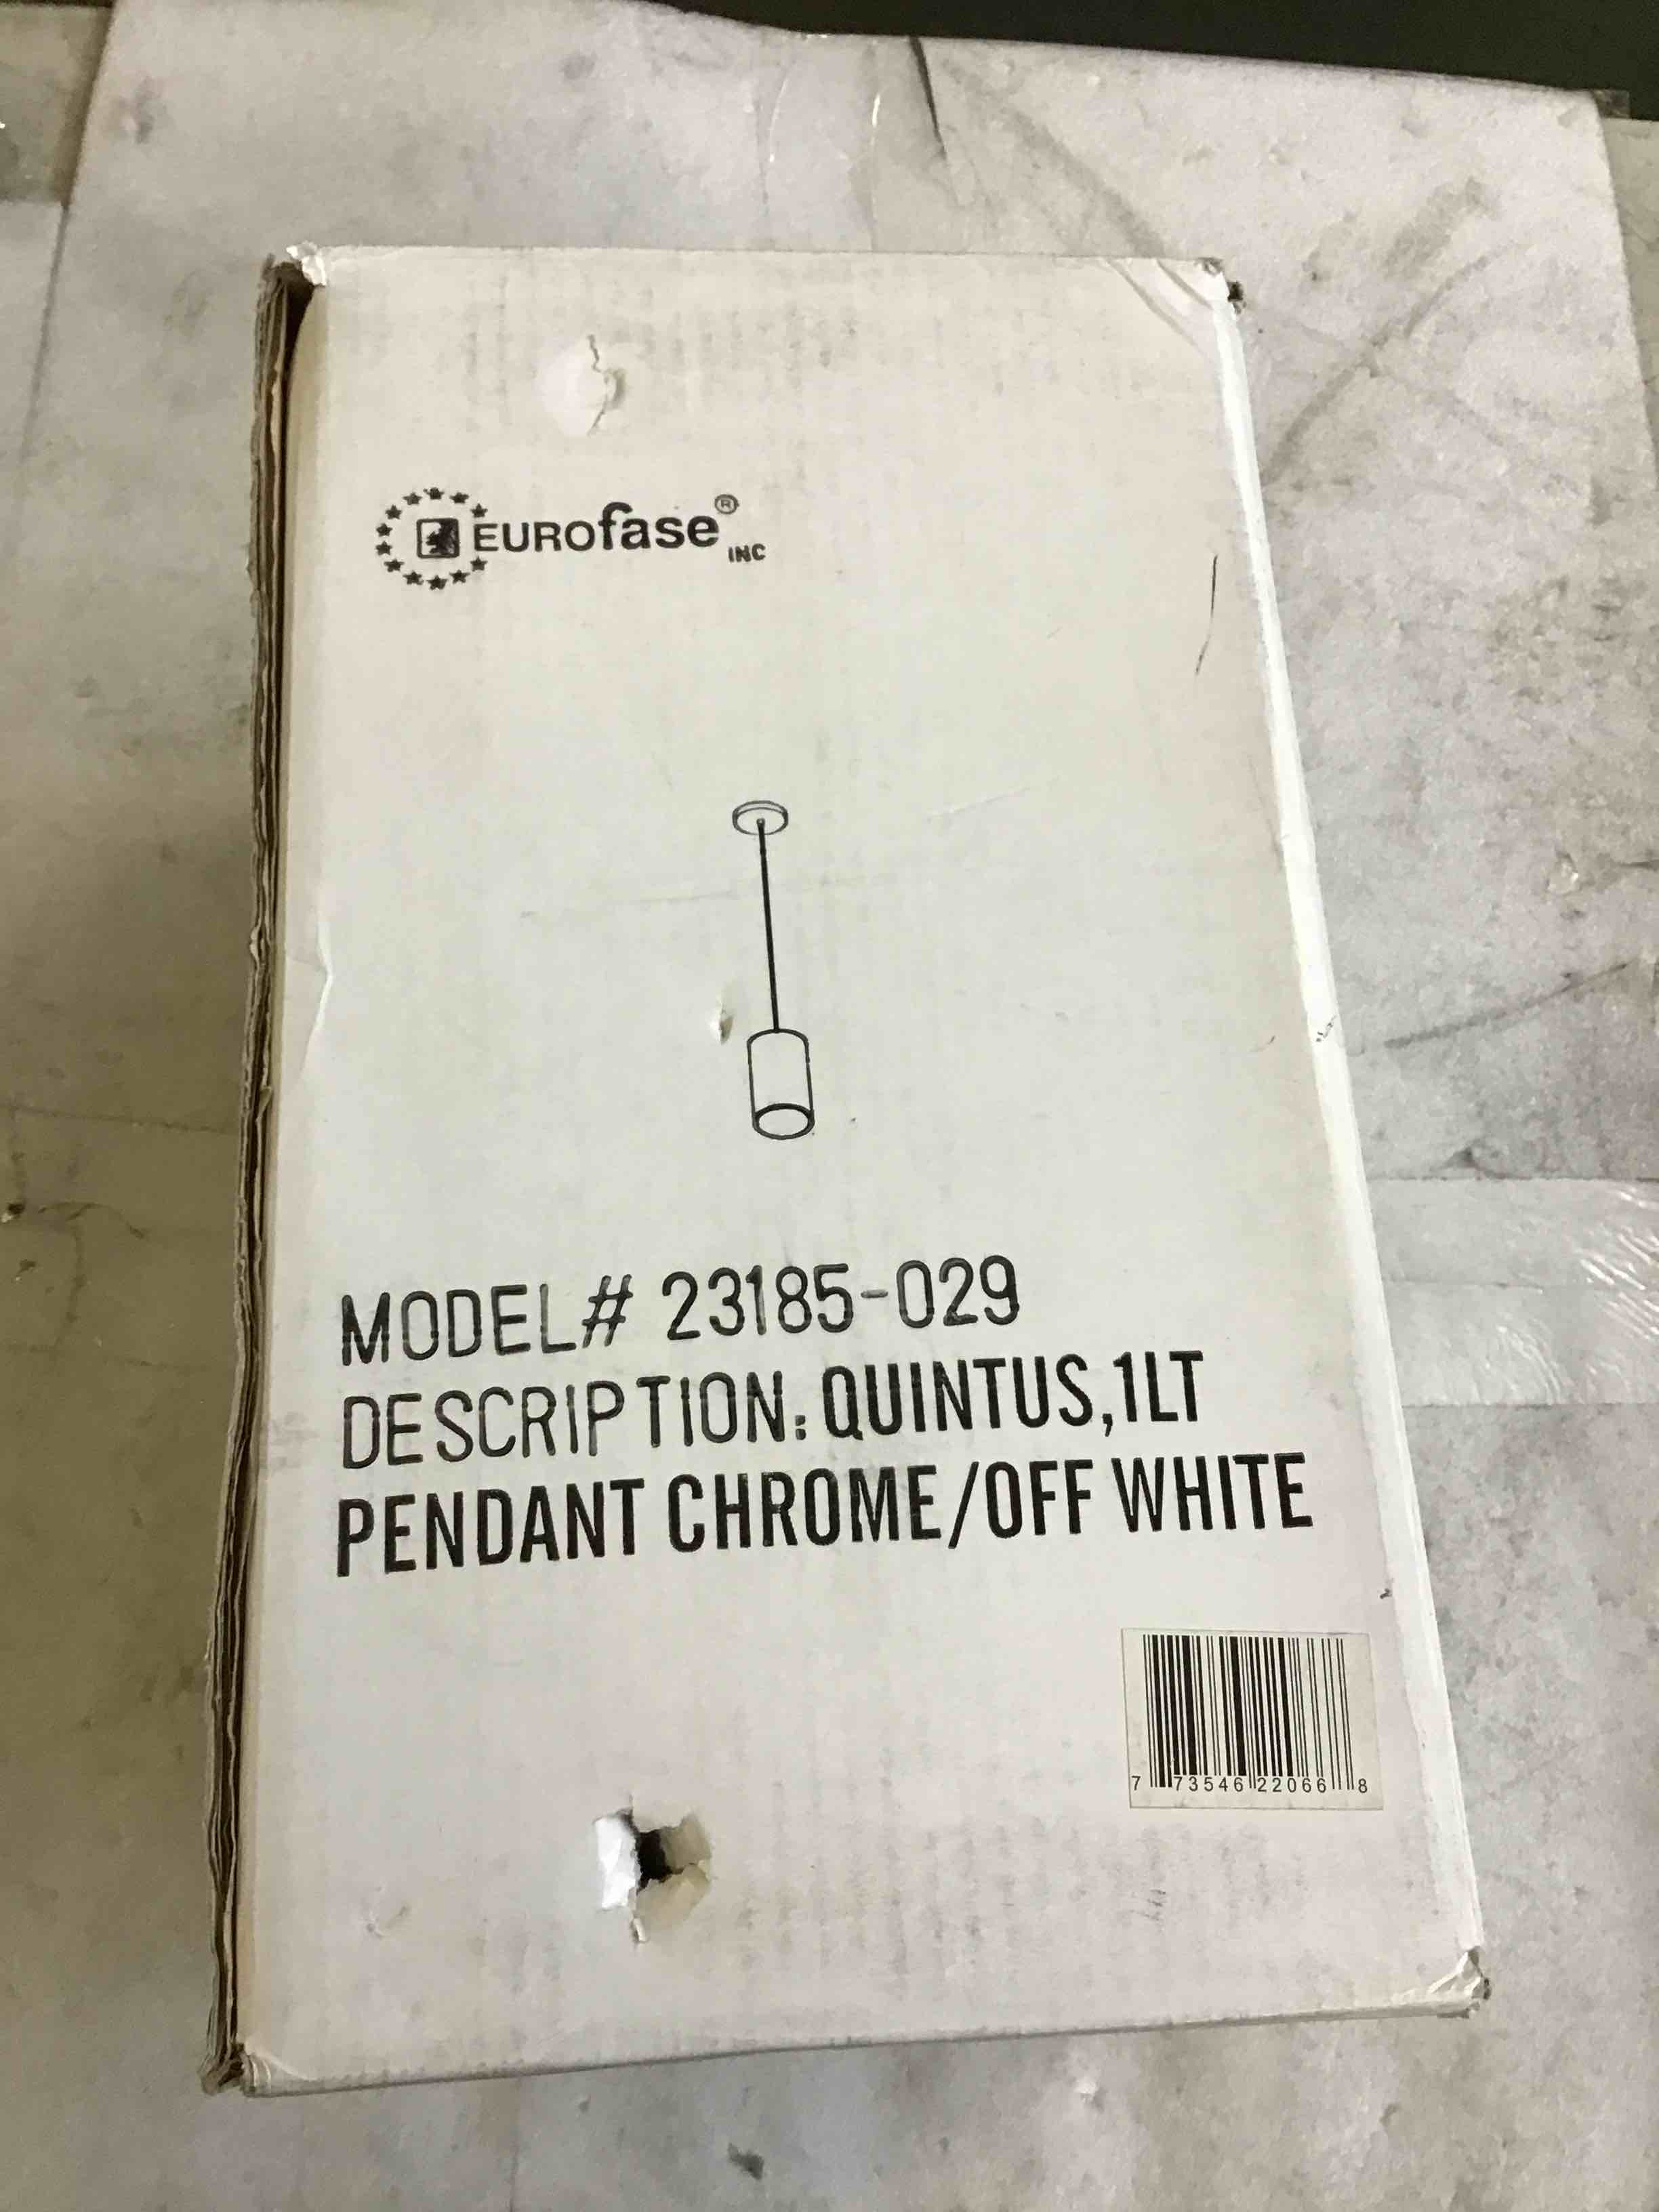 EUROfase® INC
MODEL# 23185-029
DESCRIPTION: QUINTUS,1LT
PENDANT CHROME/OFF WHITE
7 73546 22066 8